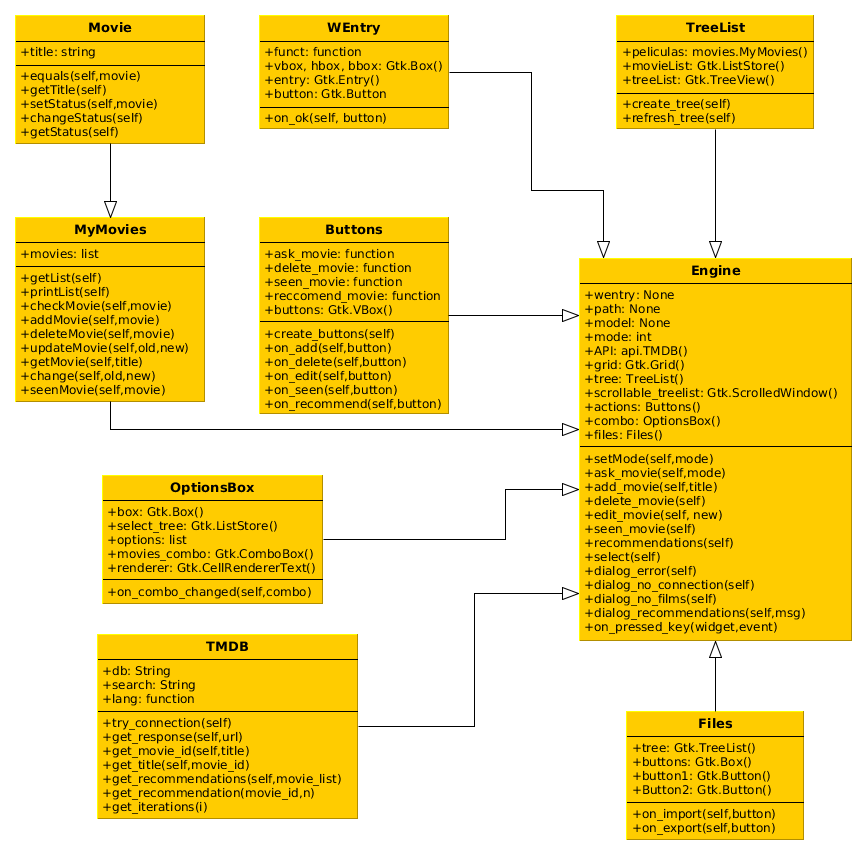 Movie
+title: string
+equals(self,movie)
+getTitle(self)
+setStatus(self,movie)
+changeStatus(self)
+getStatus(self)
WEntry
+funct: function
+vbox, hbox, bbox: Gtk.Box()
+entry: Gtk.Entry()
+button: Gtk.Button
+on_ok(self, button)
TreeList
+peliculas: movies.MyMovies()
+movieList: Gtk.ListStore()
+treeList: Gtk.TreeView()
+create_tree(self)
+refresh_tree(self)
MyMovies
+movies: list
+getList(self)
+printList(self)
+checkMovie(self,movie)
+addMovie(self,movie)
+deleteMovie(self,movie)
+updateMovie(self,old,new)
+getMovie(self,title)
+change(self,old,new)
+seenMovie(self,movie)
Buttons
+ask_movie: function
+delete_movie: function
+seen_movie: function
+reccomend_movie: function
+buttons: Gtk.VBox()
+create_buttons(self)
+on_add(self,button)
+on_delete(self,button)
+on_edit(self,button)
+on_seen(self,button)
+on_recommend(self,button)
Engine
+wentry: None
+path: None
+model: None
+mode: int
+API: api.TMDB()
+grid: Gtk.Grid()
+tree: TreeList()
+scrollable_treelist: Gtk.ScrolledWindow()
+actions: Buttons()
+combo: OptionsBox()
+files: Files()
+setMode(self,mode)
+ask_movie(self,mode)
+add_movie(self,title)
+delete_movie(self)
+edit_movie(self, new)
+seen_movie(self)
+recommendations(self)
+select(self)
+dialog_error(self)
+dialog_no_connection(self)
+dialog_no_films(self)
+dialog_recommendations(self,msg)
+on_pressed_key(widget,event)
OptionsBox
+box: Gtk.Box()
+select_tree: Gtk.ListStore()
+options: list
+movies_combo: Gtk.ComboBox()
+renderer: Gtk.CellRendererText()
+on_combo_changed(self,combo)
TMDB
+db: String
+search: String
+lang: function
+try_connection(self)
+get_response(self,url)
+get_movie_id(self,title)
+get_title(self,movie_id)
+get_recommendations(self,movie_list)
+get_recommendation(movie_id,n)
+get_iterations(i)
Files
+tree: Gtk.TreeList()
+buttons: Gtk.Box()
+button1: Gtk.Button()
+Button2: Gtk.Button()
+on_import(self,button)
+on_export(self,button)